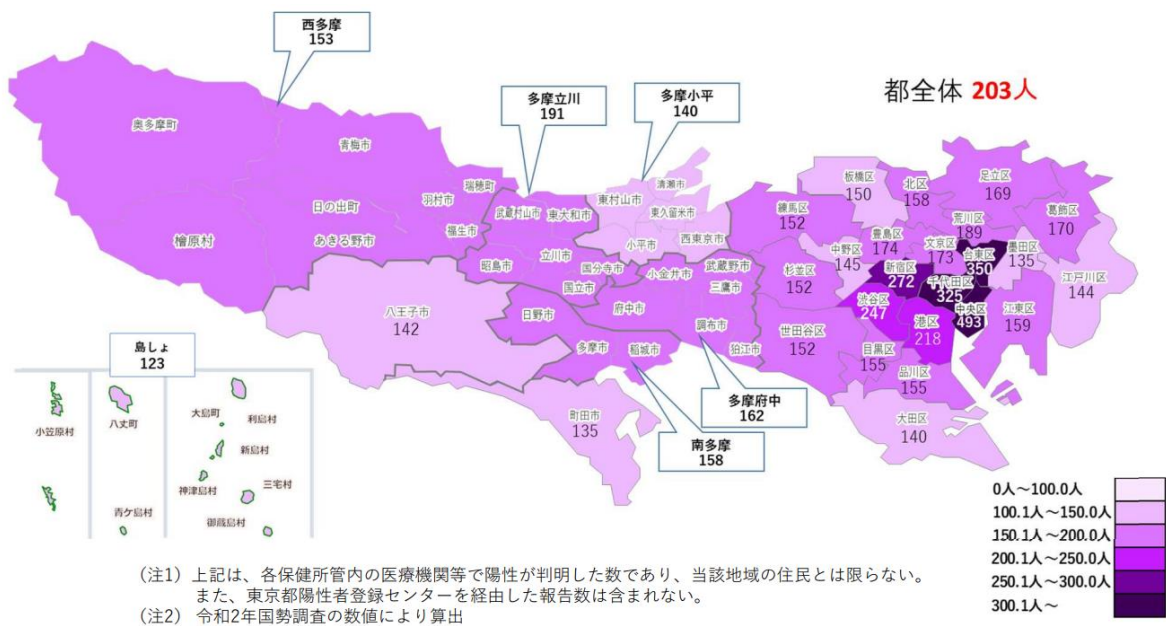 西多摩
153
多摩立川
191
多摩小平
140
都全体 203人
奥多摩町
青梅市
瑞穂町
羽村市
日の出町
福生市
檜原村
あきる野市
武蔵村山市
東大和市
東村山市
清瀬市
東久留米市
小平市
西東京市
昭島市
立川市
国分寺市
国立市
小金井市
武蔵野市
三鷹市
府中市
調布市
狛江市
八王子市
142
日野市
多摩市
稲城市
町田市
135
板橋区
150
北区
158
足立区
169
練馬区
152
豊島区
174
文京区
173
荒川区
189
葛飾区
170
中野区
145
新宿区
272
台東区
350
墨田区
135
江戸川区
144
杉並区
152
千代田区
325
渋谷区
247
中央区
493
港区
218
江東区
159
世田谷区
152
目黒区
155
品川区
155
大田区
140
多摩府中
162
南多摩
158
島しょ
123
小笠原村
八丈町
青ケ島村
大島町
利島村
新島村
神津島村
三宅村
御蔵島村
0人～100.0人
100.1人～150.0人
150.1人～200.0人
200.1人～250.0人
250.1人～300.0人
300.1人～
（注1）上記は、各保健所管内の医療機関等で陽性が判明した数であり、当該地域の住民とは限らない。
また、東京都陽性者登録センターを経由した報告数は含まれない。
（注2） 令和2年国勢調査の数値により算出